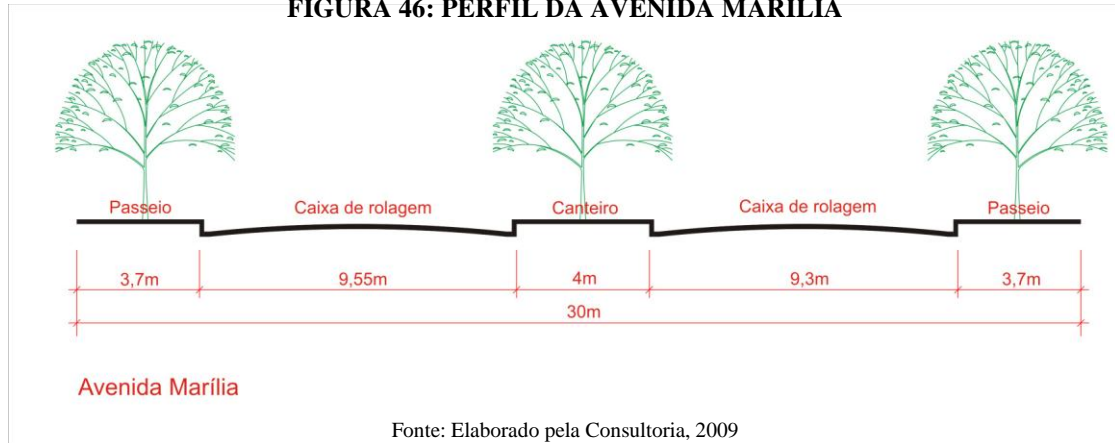 FIGURA 46: PERFIL DA AVENIDA MARÍLIA
Passeio Caixa de rolagem Canteiro Caixa de rolagem Passeio
3,7m 9,55m 4m 9,3m 3,7m
30m
Avenida Marília
Fonte: Elaborado pela Consultoria, 2009